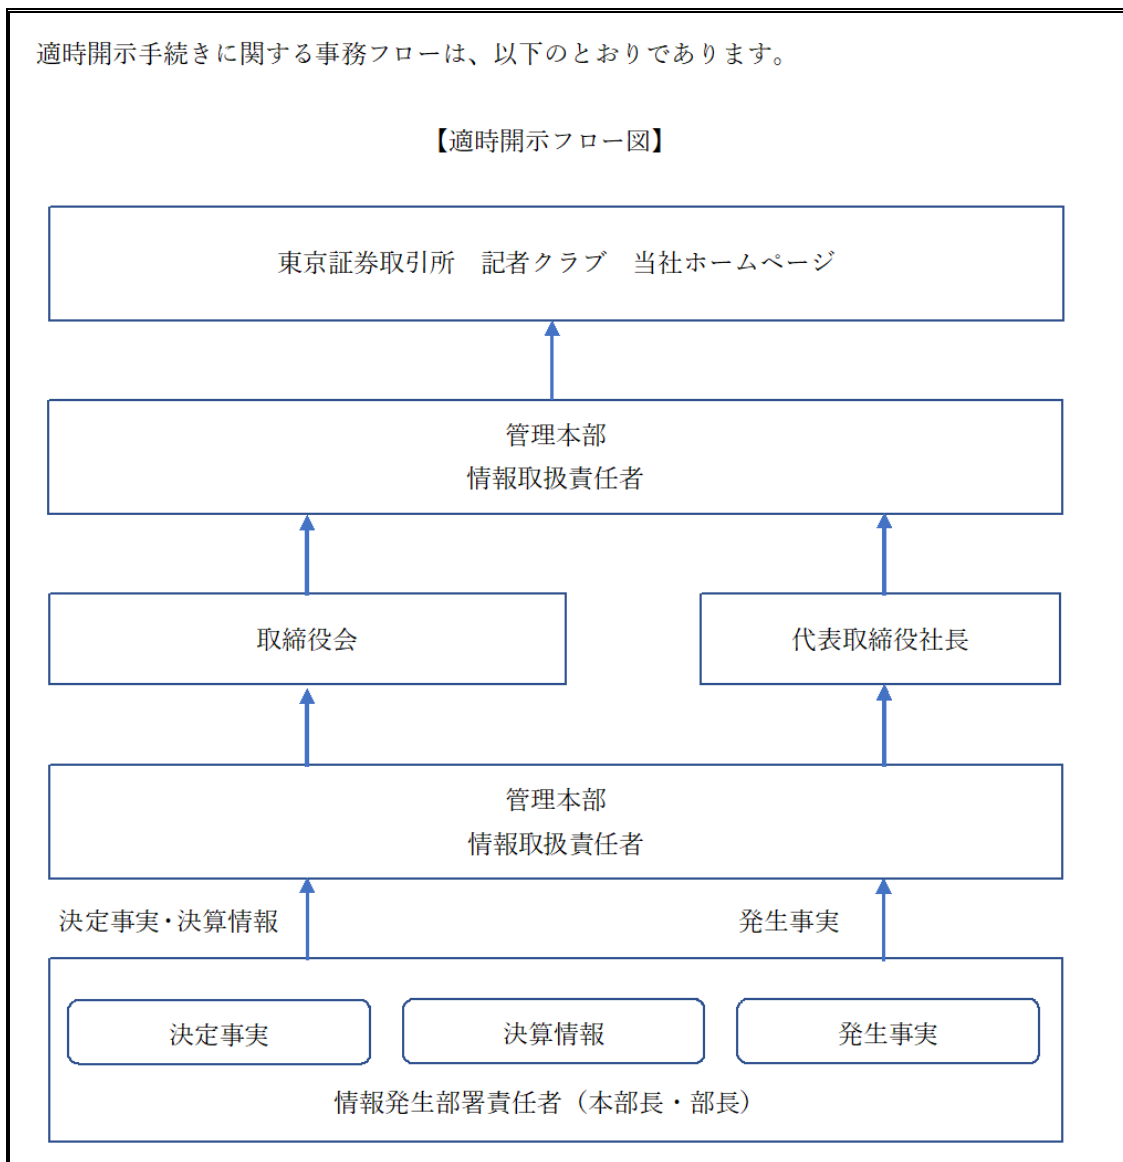 適時開示手続きに関する事務フローは、以下のとおりであります。
【適時開示フロー図】
東京証券取引所　記者クラブ　当社ホームページ
管理本部
情報取扱責任者
取締役会
代表取締役社長
管理本部
情報取扱責任者
決定事実・決算情報
発生事実
決定事実
決算情報
発生事実
情報発生部署責任者（本部長・部長）